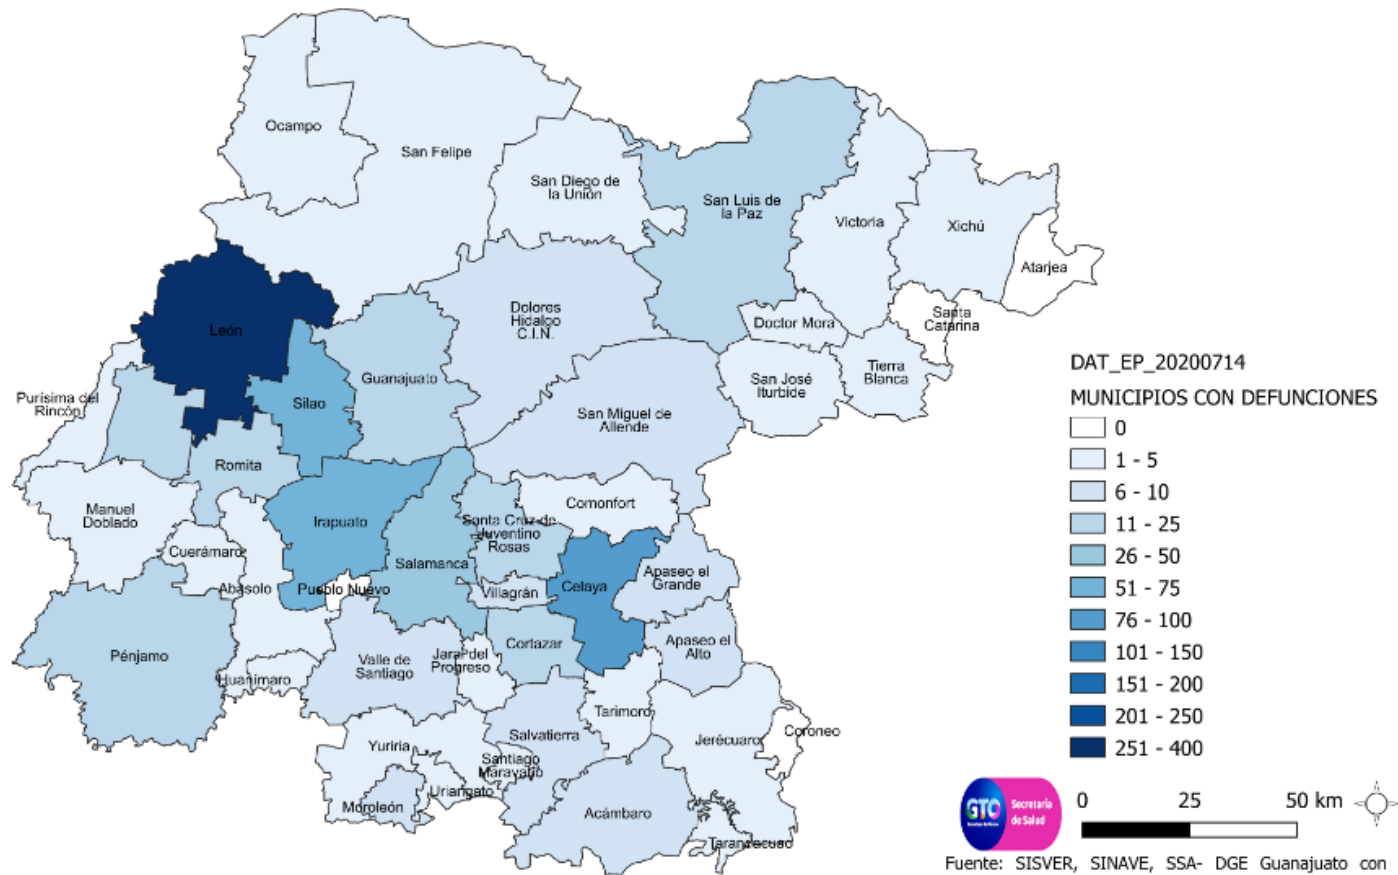 Ocampo
San Felipe
San Diego de
la Unión
San Luis de
la Paz
Victoria
Xichú
Atarjea
León
Dolores
Hidalgo
C.I.N.
Doctor Mora
Santa
Catarina
Guanajuato
Tierra
Blanca
San José
Iturbide
Purísima del
Rincón
Silao
San Miguel de
Allende
Romita
Manuel
Doblado
Comonfort
Irapuato
Santa Cruz de
Juventino
Rosas
Cuerámaro
Salamanca
Abasolo
Pueblo Nuevo
Villagrán
Celaya
Apaseo el
Grande
Pénjamo
Cortazar
Apaseo el
Alto
Valle de
Santiago
Jaral del
Progreso
Huanímaro
Tarimoro
Salvatierra
Jerécuaro
Coroneo
Yuriria
Santiago
Maravatío
Uriangato
Moroleón
Acámbaro
Tarandacuao
DAT_EP_20200714
MUNICIPIOS CON DEFUNCIONES
0
1 - 5
6 - 10
11 - 25
26 - 50
51 - 75
76 - 100
101 - 150
151 - 200
201 - 250
251 - 400
GTO
Secretaría
de Salud
0 25 50 km
Fuente: SISVER, SINAVE, SSA- DGE Guanajuato con